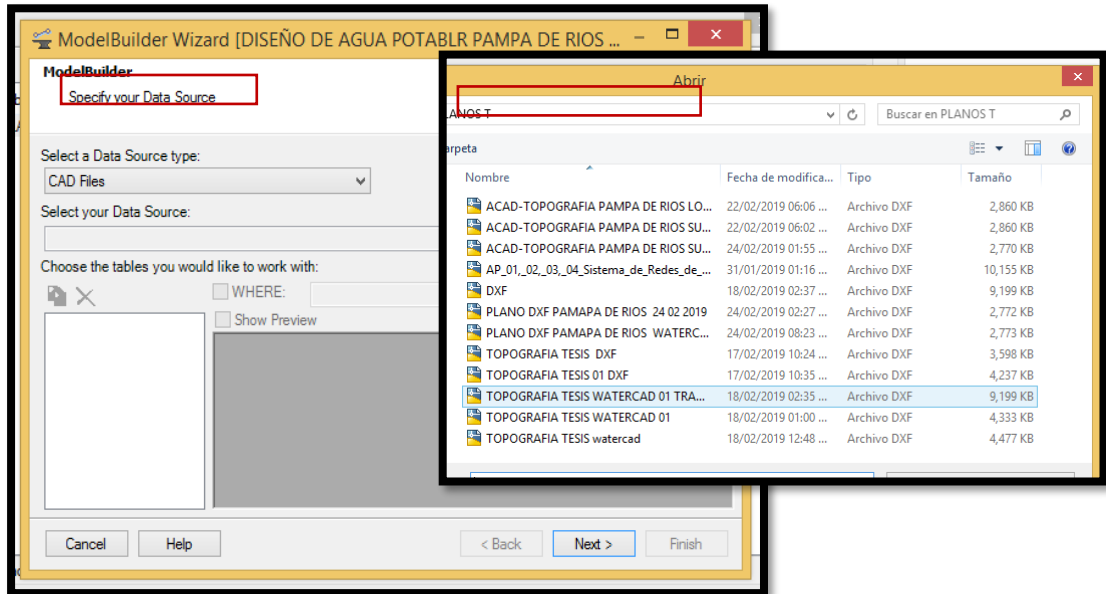 ModelBuilder Wizard [DISEÑO DE AGUA POTABLR PAMPA DE RIOS ...
ModelBuilder
Specify your Data Source
Select a Data Source type:
CAD Files
Select your Data Source:
Choose the tables you would like to work with:
WHERE:
Show Preview
Cancel
Help
< Back
Next >
Finish
Abrir
LANOS T
Buscar en PLANOS T
arpeta
Nombre
Fecha de modifica...
Tipo
Tamaño
ACAD-TOPOGRAFIA PAMPA DE RIOS LO... 22/02/2019 06:06 ... Archivo DXF 2,860 KB
ACAD-TOPOGRAFIA PAMPA DE RIOS SU... 22/02/2019 06:02 ... Archivo DXF 2,860 KB
ACAD-TOPOGRAFIA PAMPA DE RIOS SU... 24/02/2019 01:55 ... Archivo DXF 2,770 KB
AP_01,_02,_03,_04_Sistema_de_Redes_de_... 31/01/2019 01:16 ... Archivo DXF 10,155 KB
DXF 18/02/2019 02:37 ... Archivo DXF 9,199 KB
PLANO DXF PAMAPA DE RIOS 24 02 2019 24/02/2019 02:27 ... Archivo DXF 2,772 KB
PLANO DXF PAMAPA DE RIOS WATERC... 24/02/2019 08:23 ... Archivo DXF 2,773 KB
TOPOGRAFIA TESIS DXF 17/02/2019 10:24 ... Archivo DXF 3,598 KB
TOPOGRAFIA TESIS 01 DXF 17/02/2019 10:35 ... Archivo DXF 4,237 KB
TOPOGRAFIA TESIS WATERCAD 01 TRA... 18/02/2019 02:35 ... Archivo DXF 9,199 KB
TOPOGRAFIA TESIS WATERCAD 01 18/02/2019 01:00 ... Archivo DXF 4,333 KB
TOPOGRAFIA TESIS watercad 18/02/2019 12:48 ... Archivo DXF 4,477 KB